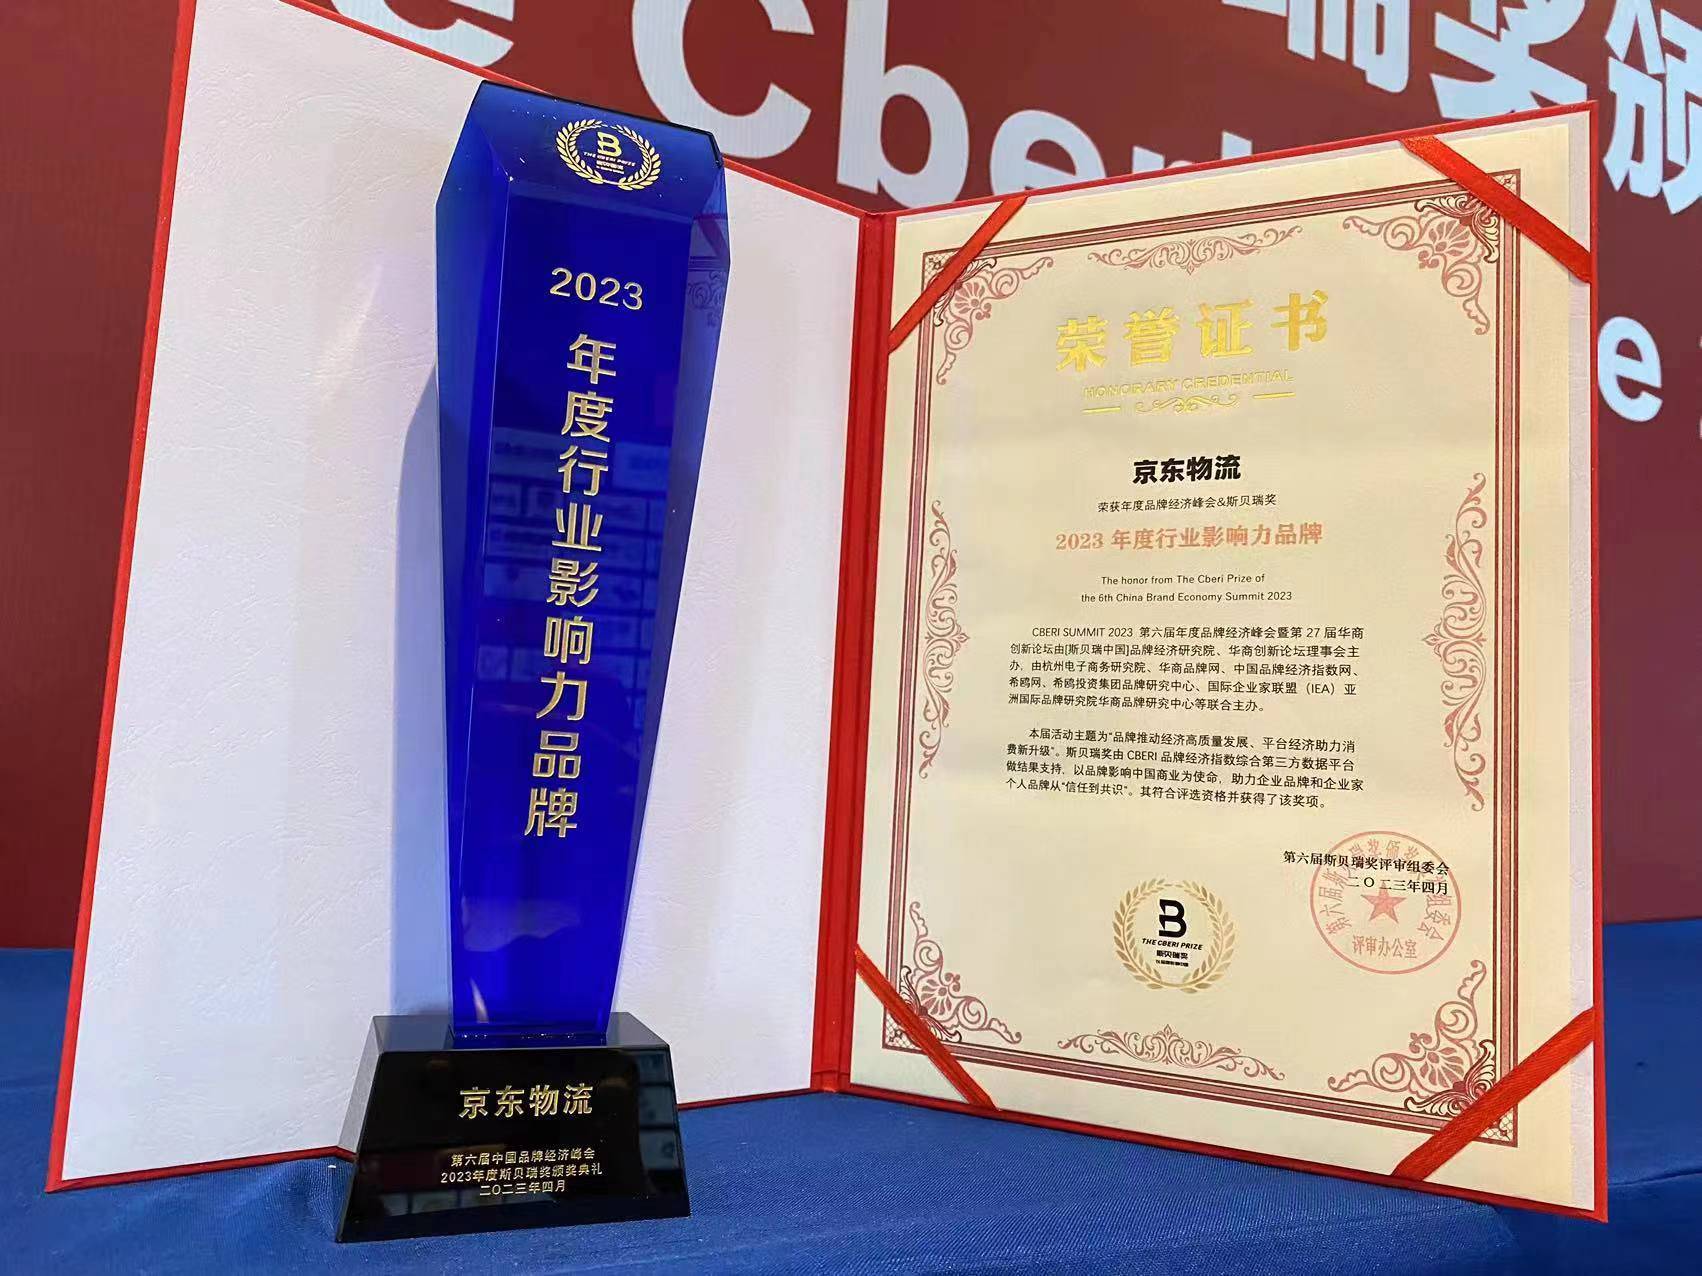 Cberi
瑞奖颁
e
B
THE CBERI PRIZE
斯贝瑞奖
2023
年度行业影响力品牌
京东物流
第六届中国品牌经济峰会
2023年度斯贝瑞奖颁奖典礼
二〇二三年四月
荣誉证书
HONORARY CREDENTIAL
京东物流
荣获年度品牌经济峰会&斯贝瑞奖
2023 年度行业影响力品牌
The honor from The Cberi Prize of
the 6th China Brand Economy Summit 2023
CBERI SUMMIT 2023 第六届年度品牌经济峰会暨第 27 届华商
创新论坛由[斯贝瑞中国]品牌经济研究院、华商创新论坛理事会主
办，由杭州电子商务研究院、华商品牌网、中国品牌经济指数网、
希鸥网、希鸥投资集团品牌研究中心、国际企业家联盟（IEA）亚
洲国际品牌研究院华商品牌研究中心等联合主办。
本届活动主题为“品牌推动经济高质量发展、平台经济助力消
费新升级”。斯贝瑞奖由 CBERI 品牌经济指数综合第三方数据平台
做结果支持，以品牌影响中国商业为使命，助力企业品牌和企业家
个人品牌从“信任到共识”。其符合评选资格并获得了该奖项。
第六届斯贝瑞奖评审组委会
二〇二三年四月
评审办公室
B
THE CBERI PRIZE
斯贝瑞奖